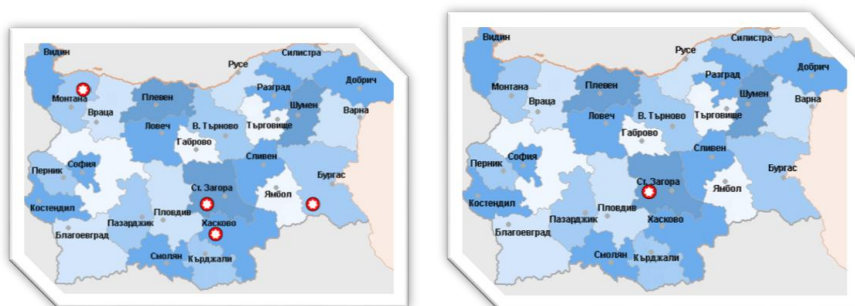 Видин
Силистра
Русе
Добрич
Разград
Монтана
Плевен
Шумен
Варна
Враца
Ловеч
В. Търново
Търговище
Габрово
София
Сливен
Перник
Бургас
Ст. Загора
Ямбол
Костендил
Пловдив
Хасково
Пазарджик
Благоевград
Смолян
Кърджали
Видин
Силистра
Русе
Добрич
Разград
Монтана
Плевен
Шумен
Варна
Враца
Ловеч
В. Търново
Търговище
Габрово
София
Сливен
Перник
Бургас
Ст. Загора
Ямбол
Костендил
Пловдив
Хасково
Пазарджик
Благоевград
Смолян
Кърджали